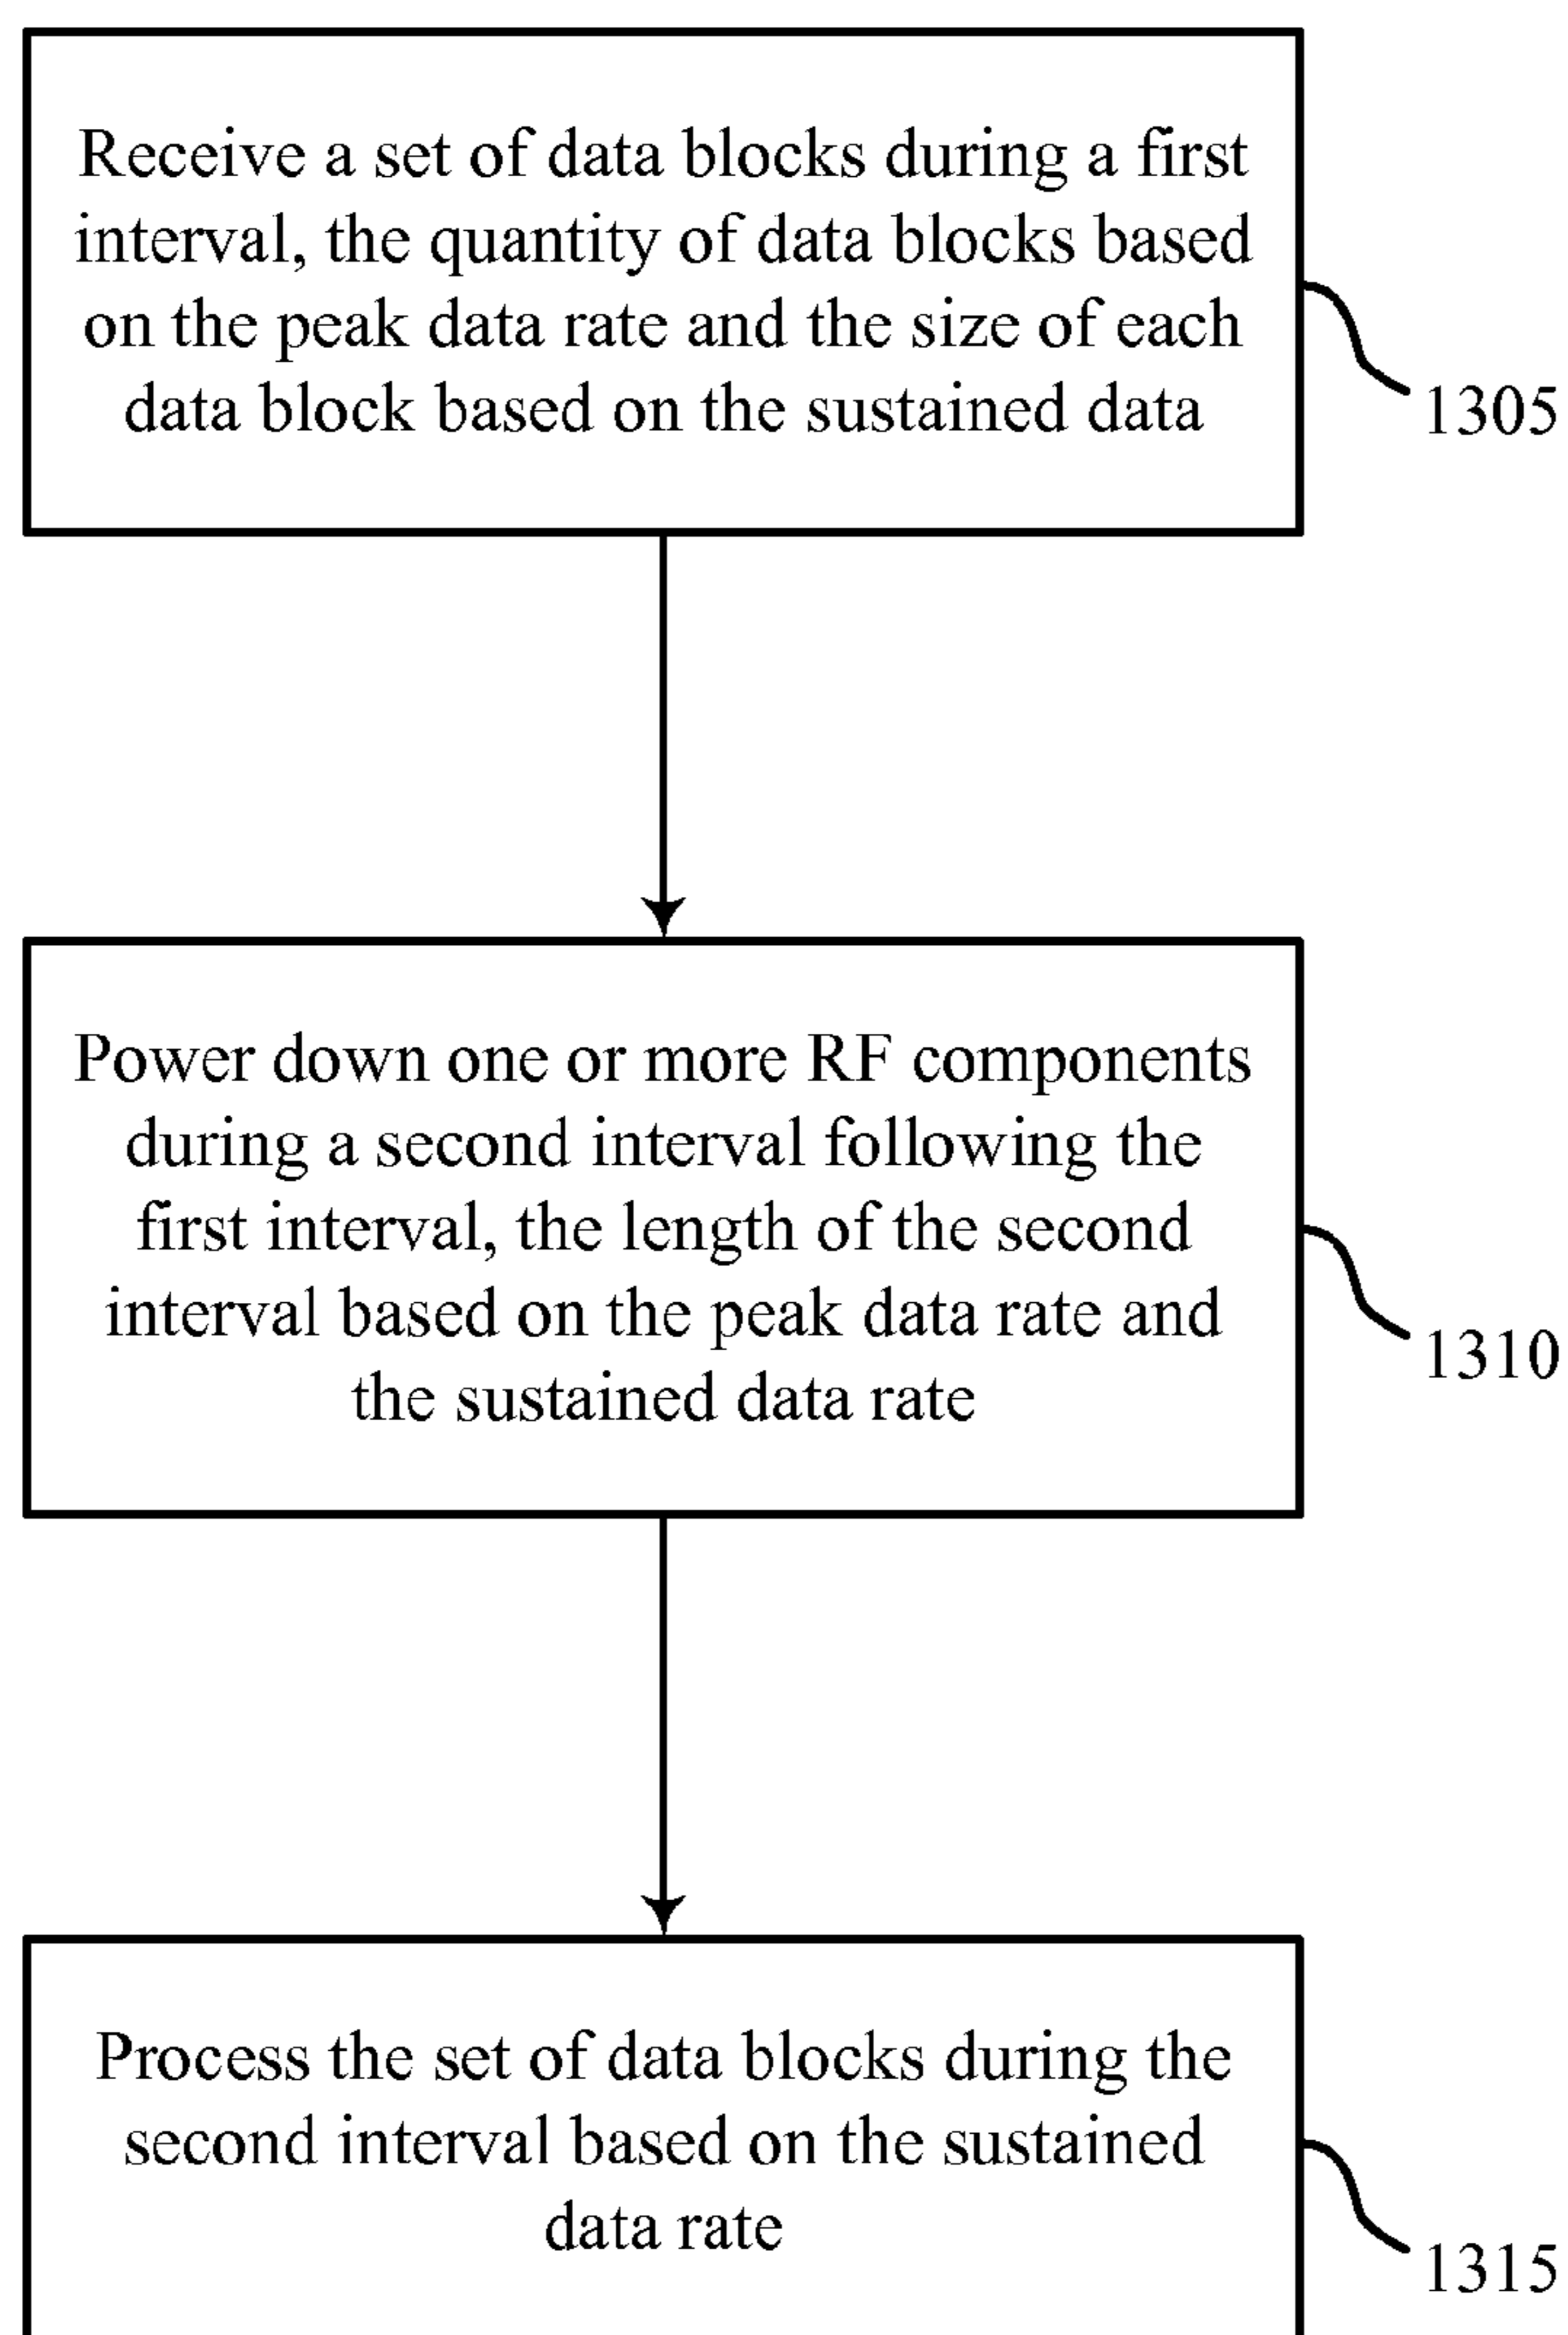 Receive a set of data blocks during a first
interval, the quantity of data blocks based
on the peak data rate and the size of each
data block based on the sustained data
1305
Power down one or more RF components
during a second interval following the
first interval, the length of the second
interval based on the peak data rate and
the sustained data rate
1310
Process the set of data blocks during the
second interval based on the sustained
data rate
1315